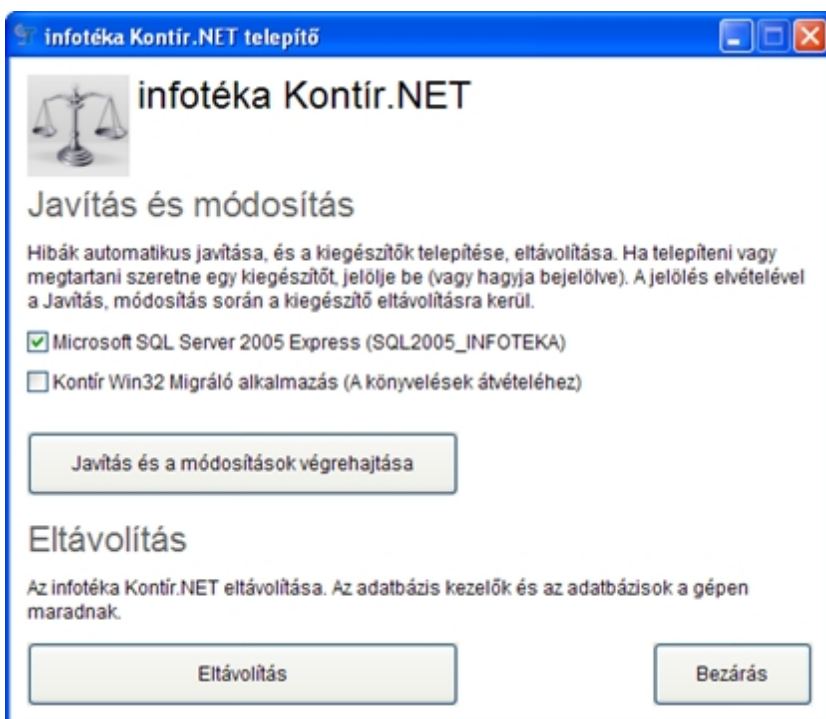 infotéka Kontír.NET telepítő
infotéka Kontír.NET
Javítás és módosítás
Hibák automatikus javítása, és a kiegészítők telepítése, eltávolítása. Ha telepíteni vagy
megtartani szeretne egy kiegészítőt, jelölje be (vagy hagyja bejelölve). A jelölés elvételével
a Javítás, módosítás során a kiegészítő eltávolításra kerül.
Microsoft SQL Server 2005 Express (SQL2005_INFOTEKA)
Kontír Win32 Migráló alkalmazás (A könyvelések átvételéhez)
Javítás és a módosítások végrehajtása
Eltávolítás
Az infotéka Kontír.NET eltávolítása. Az adatbázis kezelők és az adatbázisok a gépen
maradnak.
Eltávolítás
Bezárás